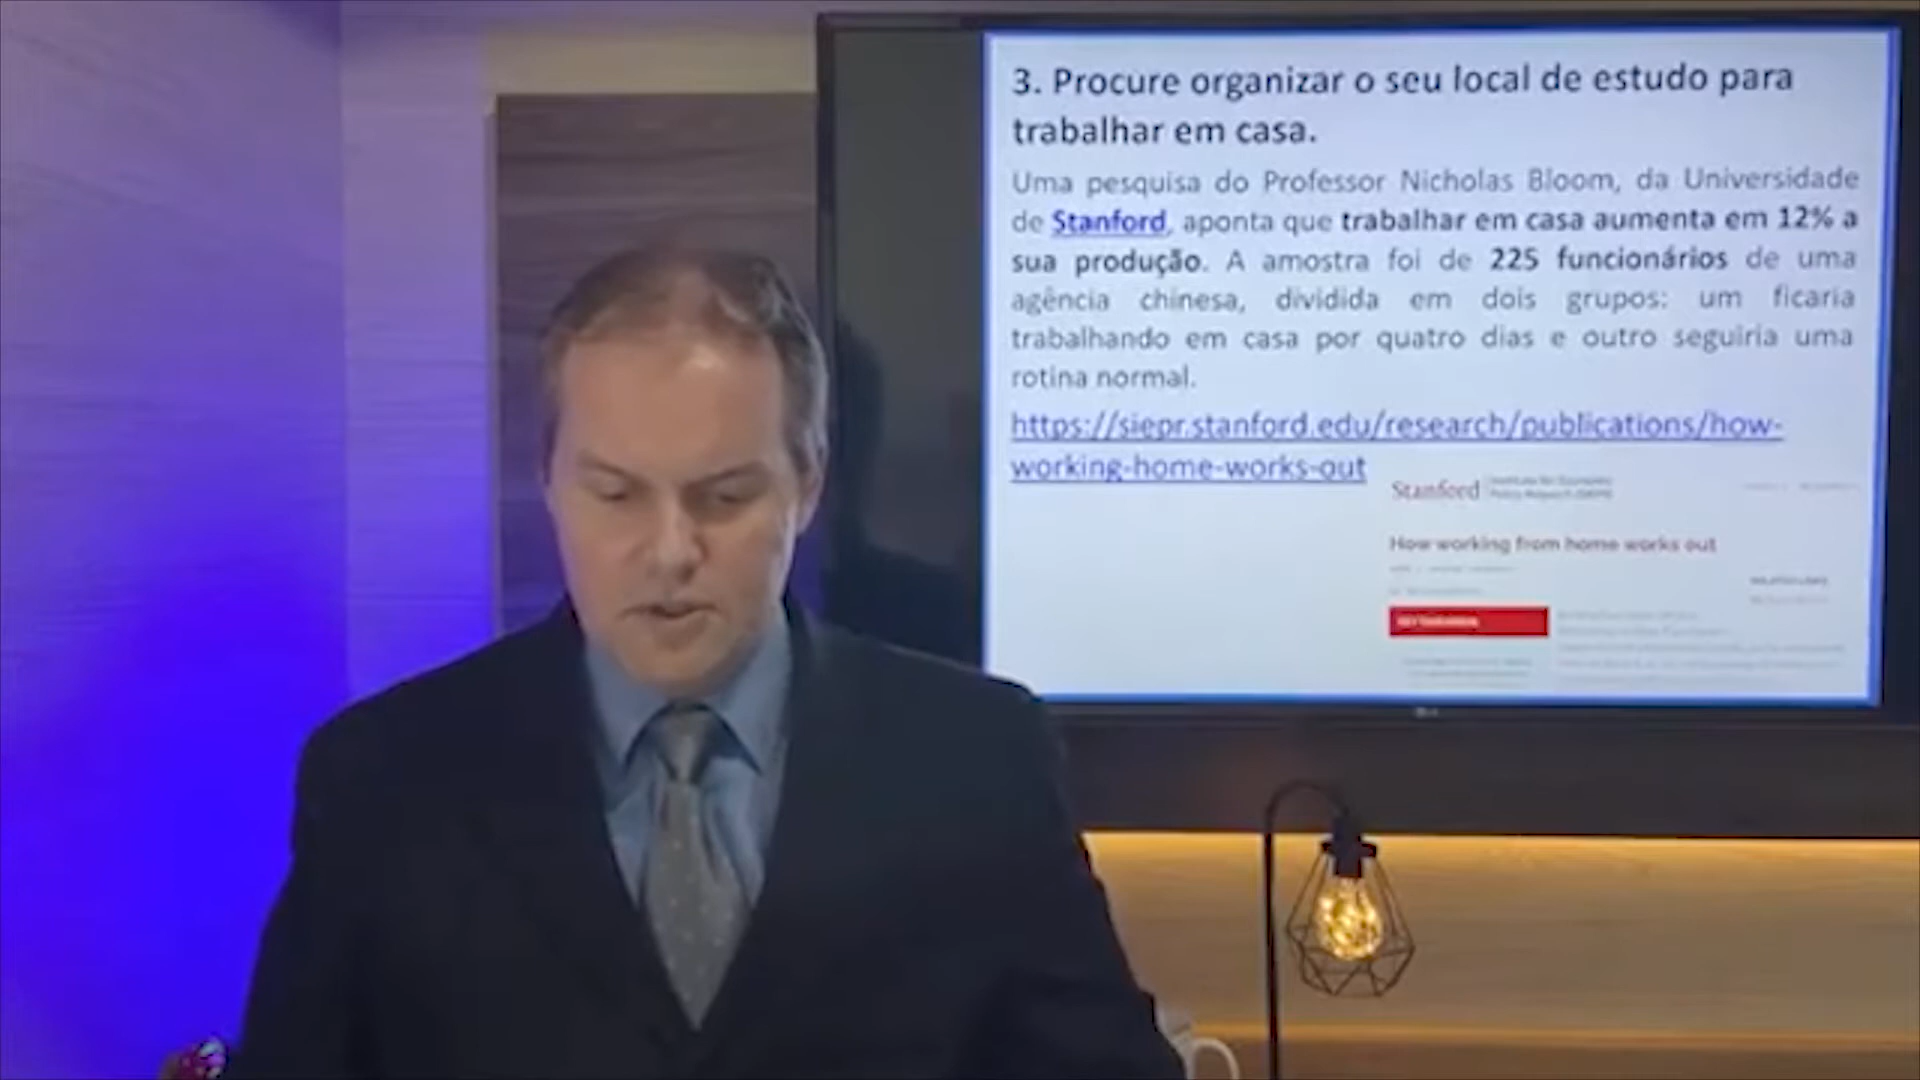 3. Procure organizar o seu local de estudo para
trabalhar em casa.
Uma pesquisa do Professor Nicholas Bloom, da Universidade
de Stanford, aponta que trabalhar em casa aumenta em 12% a
sua produção. A amostra foi de 225 funcionários de uma
agência chinesa, dividida em dois grupos: um ficaria
trabalhando em casa por quatro dias e outro seguiria uma
rotina normal.
https://siepr.stanford.edu/research/publications/how-
working-home-works-out
Stanford
How working from home works out